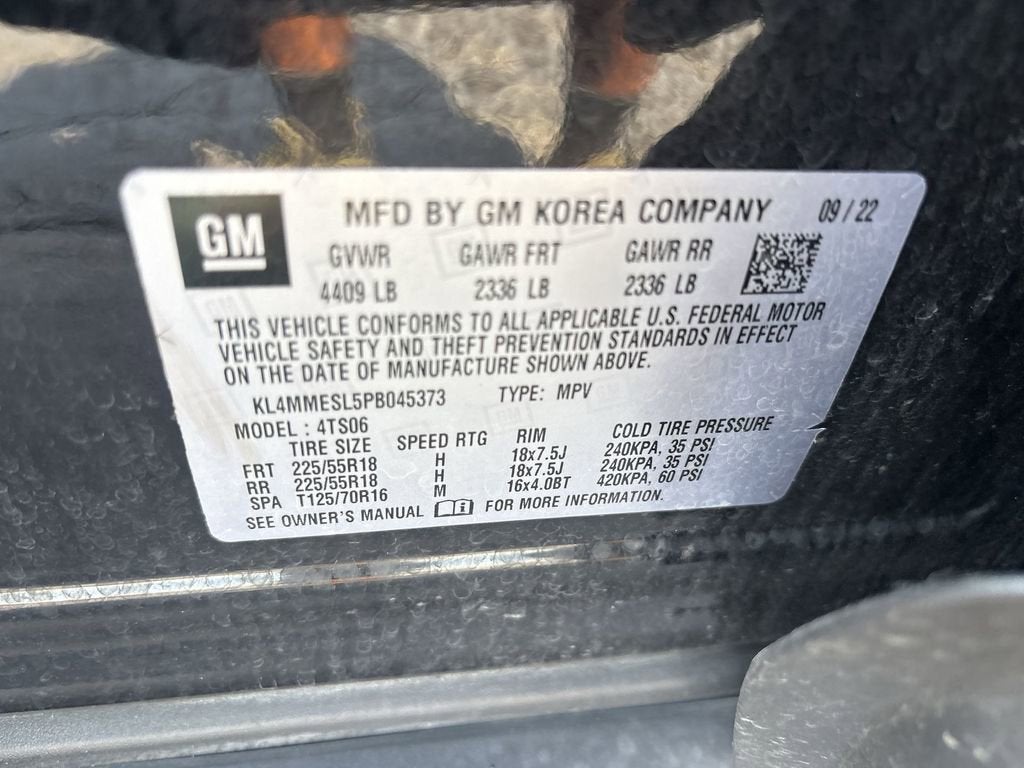 GM
MFD BY GM KOREA COMPANY 09/22
GVWR GAWR FRT GAWR RR
4409 LB 2336 LB 2336 LB
THIS VEHICLE CONFORMS TO ALL APPLICABLE U.S. FEDERAL MOTOR
VEHICLE SAFETY AND THEFT PREVENTION STANDARDS IN EFFECT
ON THE DATE OF MANUFACTURE SHOWN ABOVE.
KL4MMESL5PB045373 TYPE: MPV
MODEL : 4TS06
TIRE SIZE SPEED RTG RIM COLD TIRE PRESSURE
FRT 225/55R18 H 18x7.5J 240KPA, 35 PSI
RR 225/55R18 H 18x7.5J 240KPA, 35 PSI
SPA T125/70R16 M 16x4.0BT 420KPA, 60 PSI
SEE OWNER'S MANUAL FOR MORE INFORMATION.